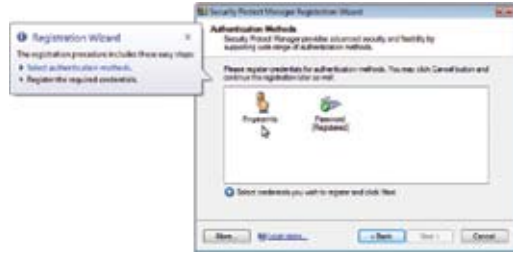 Registration Wizard
The registration procedure includes these easy steps:
Select authentication methods.
Register the required credentials.
Security Protect Manager Registration Wizard
Authentication Methods
Security Protect Manager provides advanced security and flexibility by
supporting wide range of authentication methods.
Please register credentials for authentication methods. You may click Cancel button and
continue the registration later as well.
Fingerprints
Password
(Registered)
Select credentials you wish to register and click Next.
More...
Learn more...
< Back
Next >
Cancel